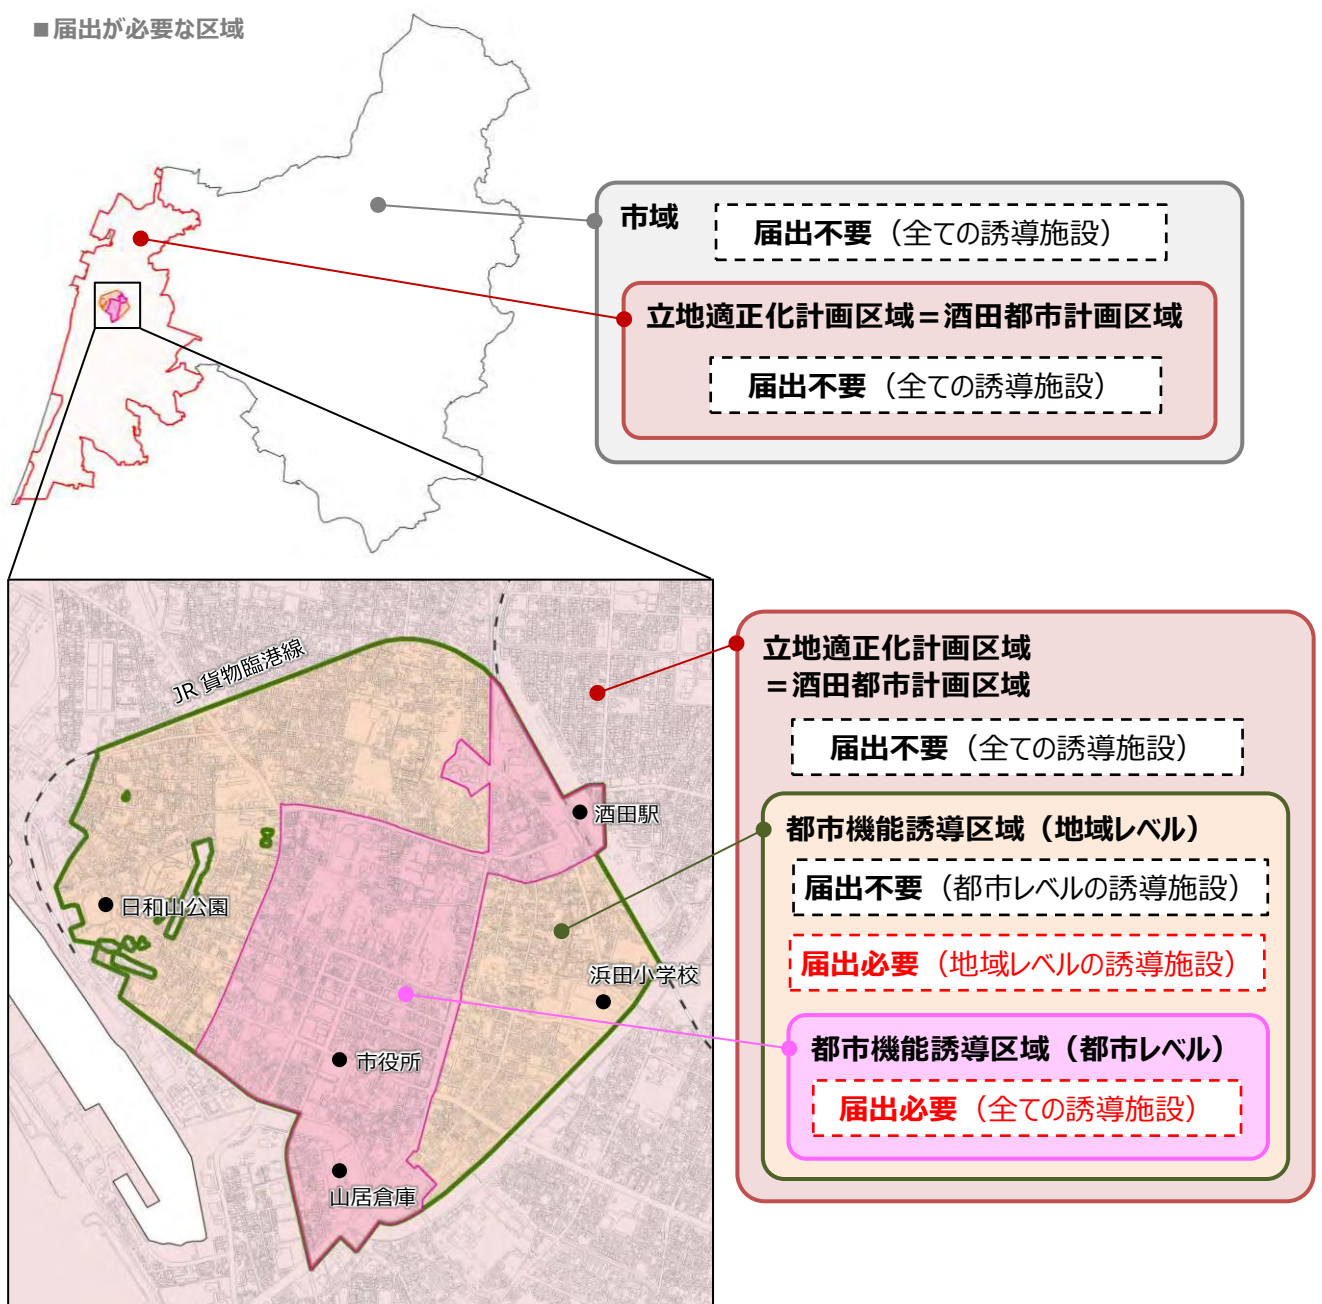 ■届出が必要な区域
市域
届出不要（全ての誘導施設）
立地適正化計画区域＝酒田都市計画区域
届出不要（全ての誘導施設）
JR 貨物臨港線
酒田駅
日和山公園
浜田小学校
市役所
山居倉庫
立地適正化計画区域
＝酒田都市計画区域
届出不要（全ての誘導施設）
都市機能誘導区域（地域レベル）
届出不要（都市レベルの誘導施設）
届出必要（地域レベルの誘導施設）
都市機能誘導区域（都市レベル）
届出必要（全ての誘導施設）